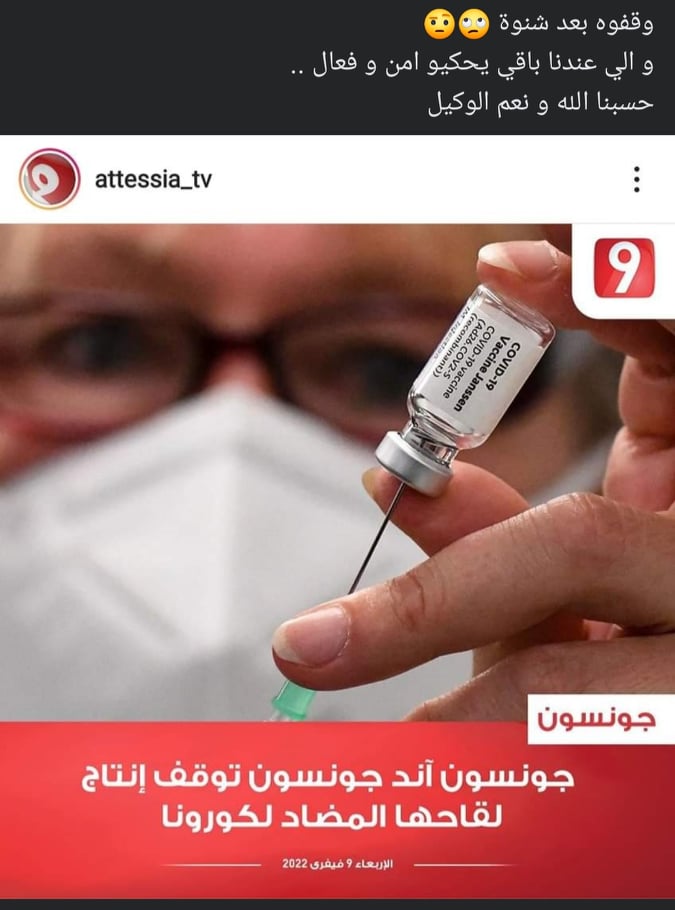 وقفوه بعد شنوة 🙄🤨
و الي عندنا باقي يحكيو امن و فعال ..
حسبنا الله و نعم الوكيل
attessia_tv
9
COVID-19
Vaccine Janssen
COVID-19 vaccine
(Ad26.COV2-S
(recombinant))
جونسون
جونسون آند جونسون توقف إنتاج
لقاحها المضاد لكورونا
الإربعاء 9 فيفري 2022